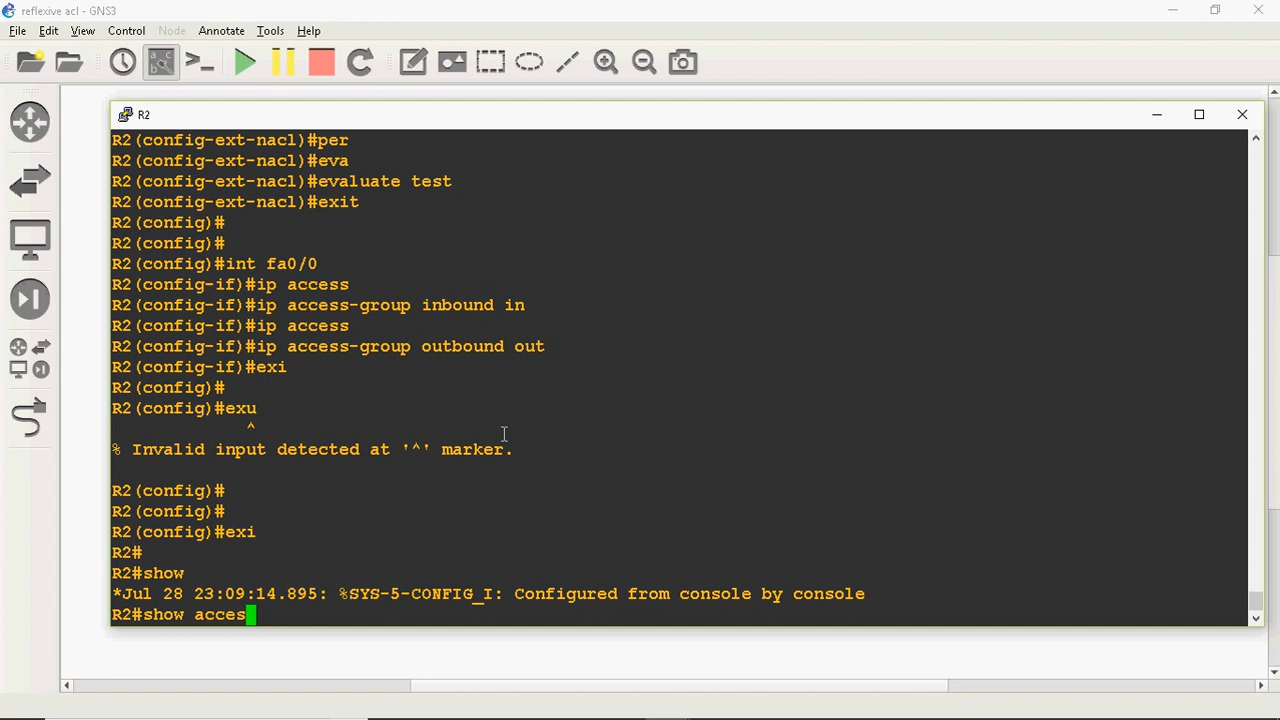 reflexive acl - GNS3
File Edit View Control Node Annotate Tools Help
R2
R2(config-ext-nacl)#per
R2(config-ext-nacl)#eva
R2(config-ext-nacl)#evaluate test
R2(config-ext-nacl)#exit
R2(config)#
R2(config)#
R2(config)#int fa0/0
R2(config-if)#ip access
R2(config-if)#ip access-group inbound in
R2(config-if)#ip access
R2(config-if)#ip access-group outbound out
R2(config-if)#exi
R2(config)#
R2(config)#exu
^
% Invalid input detected at '^' marker.
R2(config)#
R2(config)#
R2(config)#exi
R2#
R2#show
*Jul 28 23:09:14.895: %SYS-5-CONFIG_I: Configured from console by console
R2#show acces